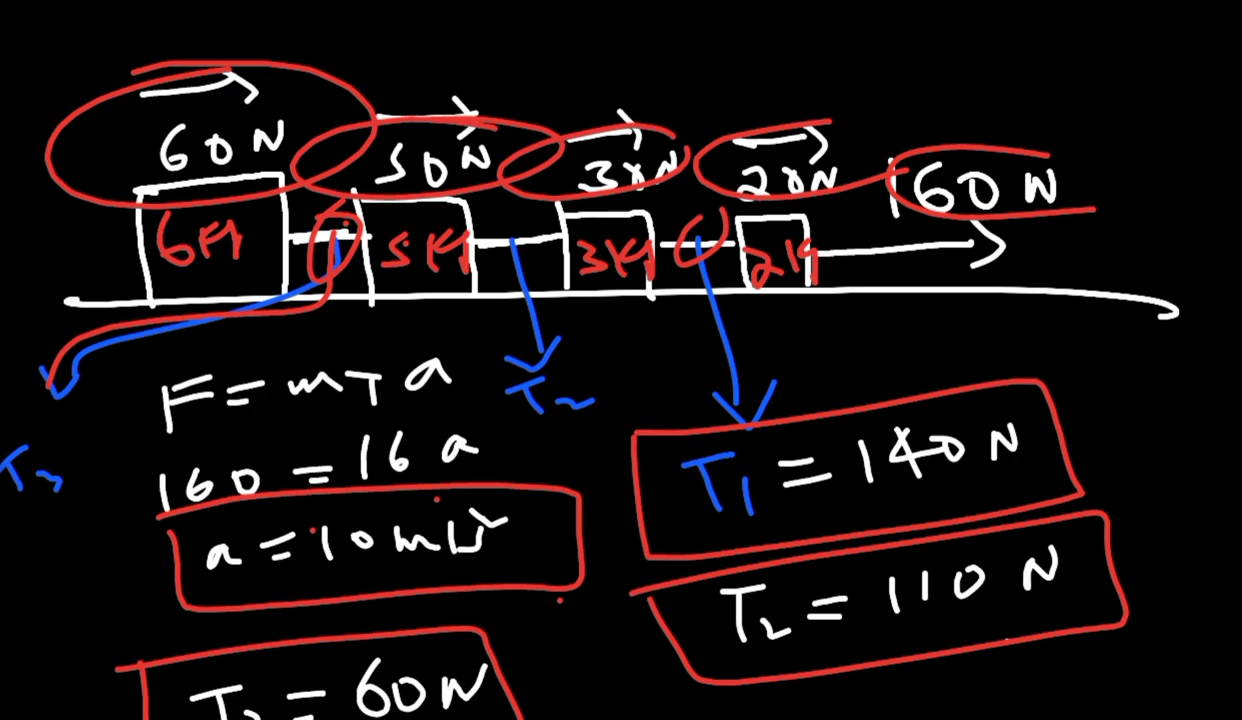 60N 50N 30N 20N 160N
6Kg 5Kg 3Kg 2Kg
F = mT a
T2
160 = 16 a
T3
T1 = 140 N
a = 10 m/s²
T2 = 110 N
T3 = 60N